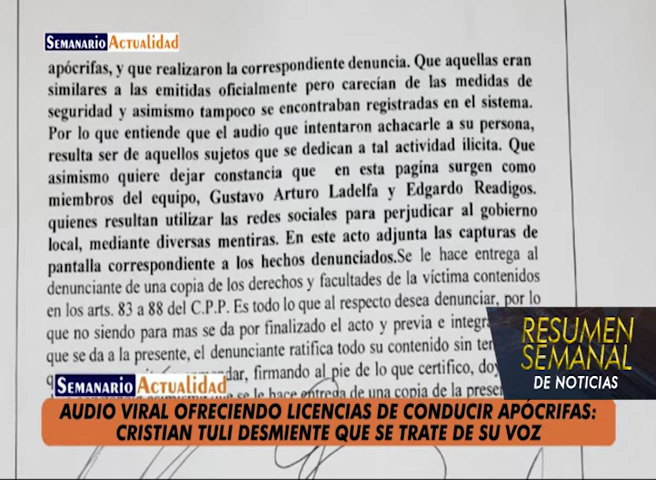 SEMANARIO ACTUALIDAD
apócrifas, y que realizaron la correspondiente denuncia. Que aquellas eran
similares a las emitidas oficialmente pero carecían de las medidas de
seguridad y asimismo tampoco se encontraban registradas en el sistema.
Por lo que entiende que el audio que intentaron achacarle a su persona,
resulta ser de aquellos sujetos que se dedican a tal actividad ilicita. Que
asimismo quiere dejar constancia que en esta pagina surgen como
miembros del equipo, Gustavo Arturo Ladelfa y Edgardo Readigos.
quienes resultan utilizar las redes sociales para perjudicar al gobierno
local, mediante diversas mentiras. En este acto adjunta las capturas de
pantalla correspondiente a los hechos denunciados.Se le hace entrega al
denunciante de una copia de los derechos y facultades de la víctima contenidos
en los arts. 83 a 88 del C.P.P. Es todo lo que al respecto desea denunciar, por lo
que no siendo para mas se da por finalizado el acto y previa e
que se da a la presente, el denunciante ratifica todo su contenido sin
firmando al pie de lo que certifico,
se le hace entrega de una copia de la
RESUMEN
SEMANAL
DE NOTICIAS
SEMANARIO ACTUALIDAD
AUDIO VIRAL OFRECIENDO LICENCIAS DE CONDUCIR APÓCRIFAS:
CRISTIAN TULI DESMIENTE QUE SE TRATE DE SU VOZ